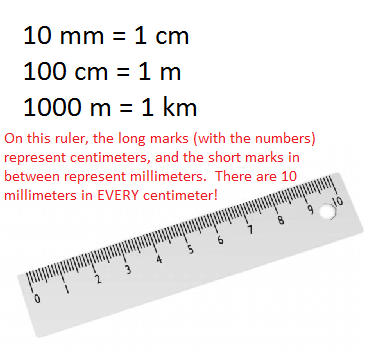 10 mm = 1 cm
100 cm = 1 m
1000 m = 1 km
On this ruler, the long marks (with the numbers)
represent centimeters, and the short marks in
between represent millimeters.  There are 10
millimeters in EVERY centimeter!
0 1 2 3 4 5 6 7 8 9 10